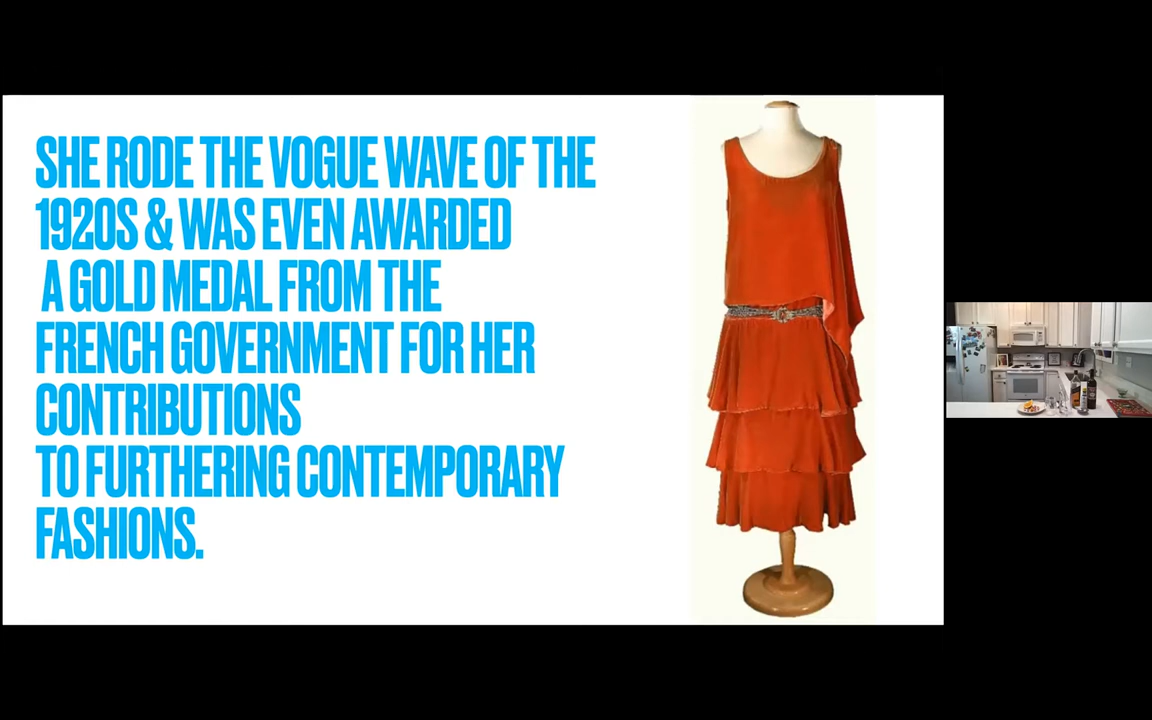 SHE RODE THE VOGUE WAVE OF THE
1920S & WAS EVEN AWARDED
A GOLD MEDAL FROM THE
FRENCH GOVERNMENT FOR HER
CONTRIBUTIONS
TO FURTHERING CONTEMPORARY
FASHIONS.